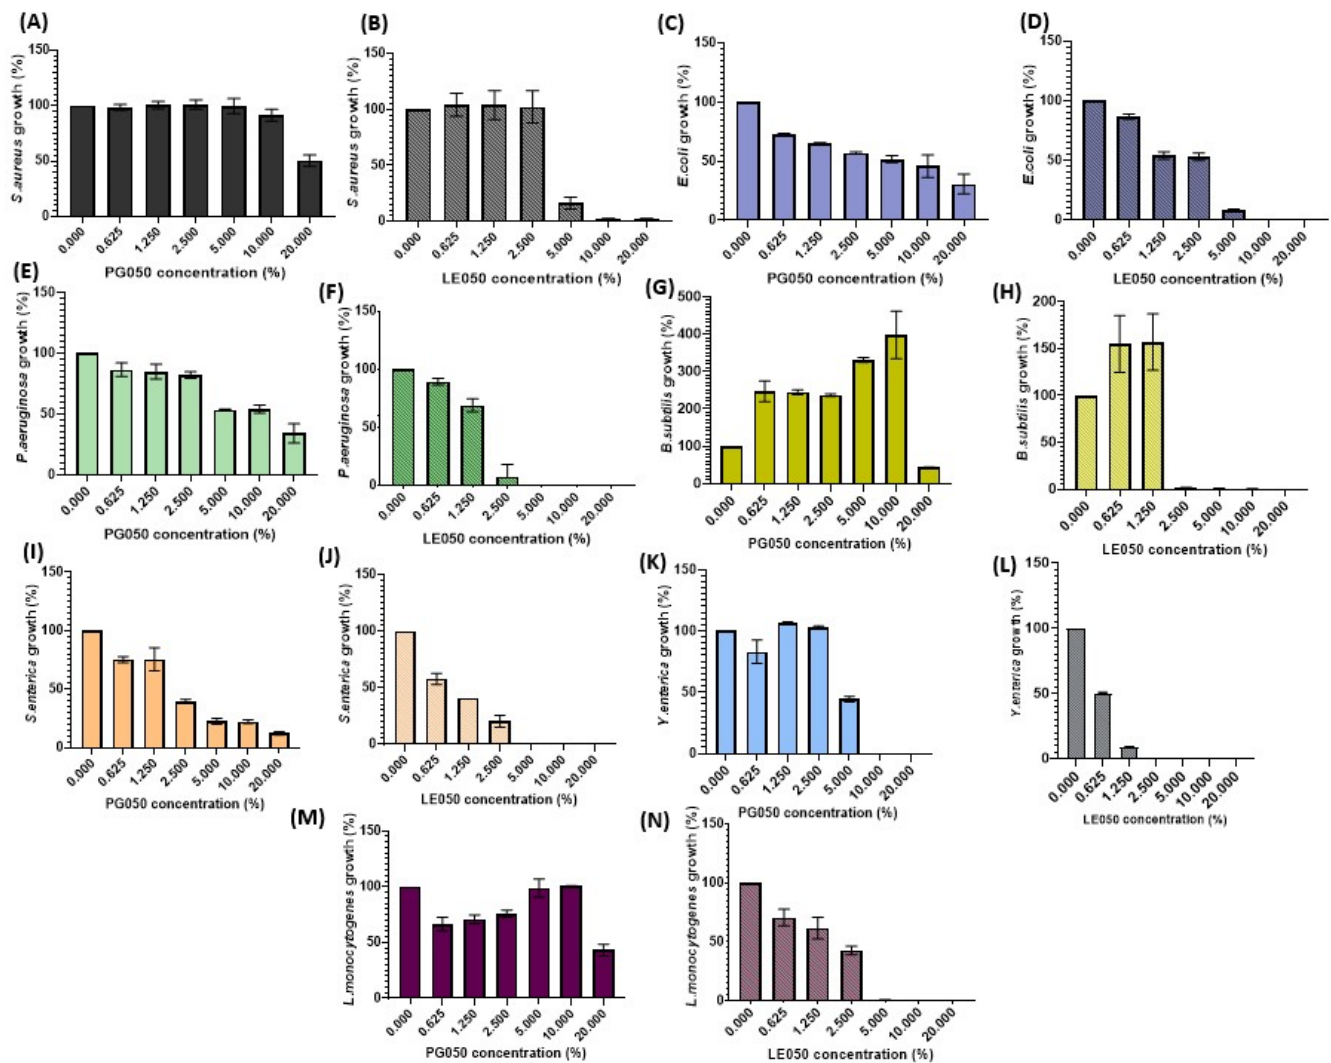 (A)
S.aureus growth (%)
150
100
50
0
0.000 0.625 1.250 2.500 5.000 10.000 20.000
PG050 concentration (%)
(B)
S.aureus growth (%)
150
100
50
0
0.000 0.625 1.250 2.500 5.000 10.000 20.000
LE050 concentration (%)
(C)
E.coli growth (%)
150
100
50
0
0.000 0.625 1.250 2.500 5.000 10.000 20.000
PG050 concentration (%)
(D)
E.coli growth (%)
150
100
50
0
0.000 0.625 1.250 2.500 5.000 10.000 20.000
LE050 concentration (%)
(E)
P.aeruginosa growth (%)
150
100
50
0
0.000 0.625 1.250 2.500 5.000 10.000 20.000
PG050 concentration (%)
(F)
P.aeruginosa growth (%)
150
100
50
0
0.000 0.625 1.250 2.500 5.000 10.000 20.000
LE050 concentration (%)
(G)
B.subtilis growth (%)
500
400
300
200
100
0
0.000 0.625 1.250 2.500 5.000 10.000 20.000
PG050 concentration (%)
(H)
B.subtilis growth (%)
200
150
100
50
0
0.000 0.625 1.250 2.500 5.000 10.000 20.000
LE050 concentration (%)
(I)
S.enterica growth (%)
150
100
50
0
0.000 0.625 1.250 2.500 5.000 10.000 20.000
PG050 concentration (%)
(J)
S.enterica growth (%)
150
100
50
0
0.000 0.625 1.250 2.500 5.000 10.000 20.000
LE050 concentration (%)
(K)
Y.enterica growth (%)
150
100
50
0
0.000 0.625 1.250 2.500 5.000 10.000 20.000
PG050 concentration (%)
(L)
Y.enterica growth (%)
150
100
50
0
0.000 0.625 1.250 2.500 5.000 10.000 20.000
LE050 concentration (%)
(M)
L.monocytogenes growth (%)
150
100
50
0
0.000 0.625 1.250 2.500 5.000 10.000 20.000
PG050 concentration (%)
(N)
L.monocytogenes growth (%)
150
100
50
0
0.000 0.625 1.250 2.500 5.000 10.000 20.000
LE050 concentration (%)